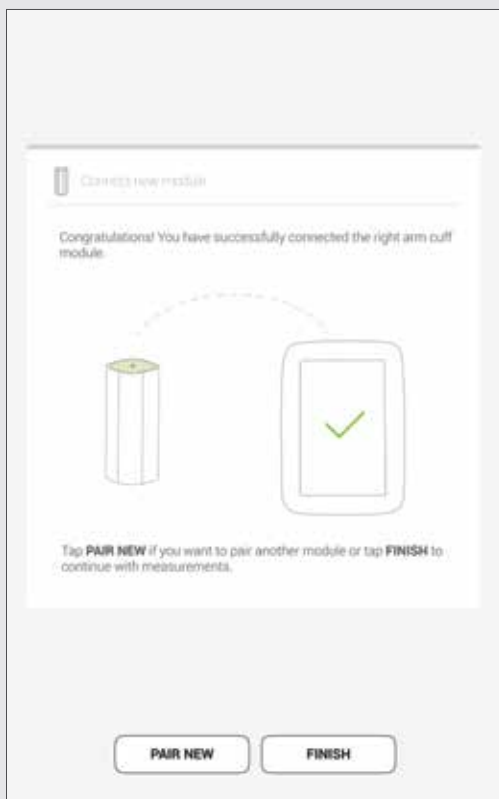 Connect new module
Congratulations! You have successfully connected the right arm cuff
module.
Tap PAIR NEW if you want to pair another module or tap FINISH to
continue with measurements.
PAIR NEW
FINISH